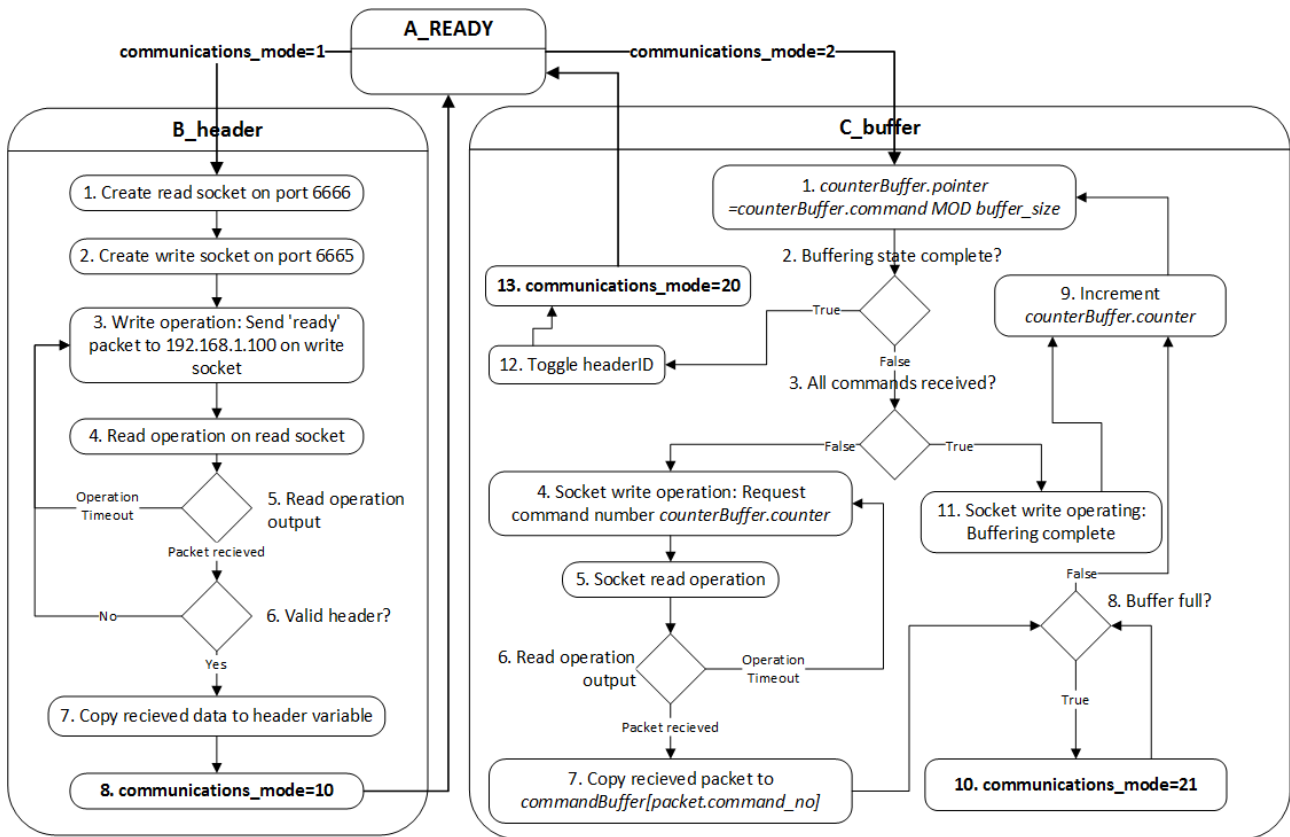 A_READY
communications_mode=1
communications_mode=2
B_header
1. Create read socket on port 6666
2. Create write socket on port 6665
3. Write operation: Send 'ready'
packet to 192.168.1.100 on write
socket
4. Read operation on read socket
Operation
Timeout
5. Read operation
output
Packet recieved
No
6. Valid header?
Yes
7. Copy recieved data to header variable
8. communications_mode=10
C_buffer
1. counterBuffer.pointer
=counterBuffer.command MOD buffer_size
2. Buffering state complete?
True
False
13. communications_mode=20
12. Toggle headerID
9. Increment
counterBuffer.counter
3. All commands received?
False
True
4. Socket write operation: Request
command number counterBuffer.counter
11. Socket write operating:
Buffering complete
5. Socket read operation
6. Read operation
output
Operation
Timeout
Packet recieved
7. Copy recieved packet to
commandBuffer[packet.command_no]
False
8. Buffer full?
True
10. communications_mode=21